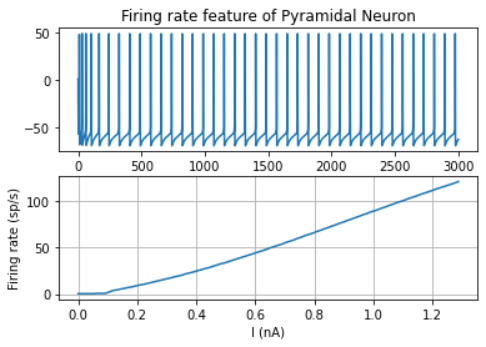 Firing rate feature of Pyramidal Neuron
50
0
−50
0 500 1000 1500 2000 2500 3000
100
50
0
Firing rate (sp/s)
0.0 0.2 0.4 0.6 0.8 1.0 1.2
I (nA)